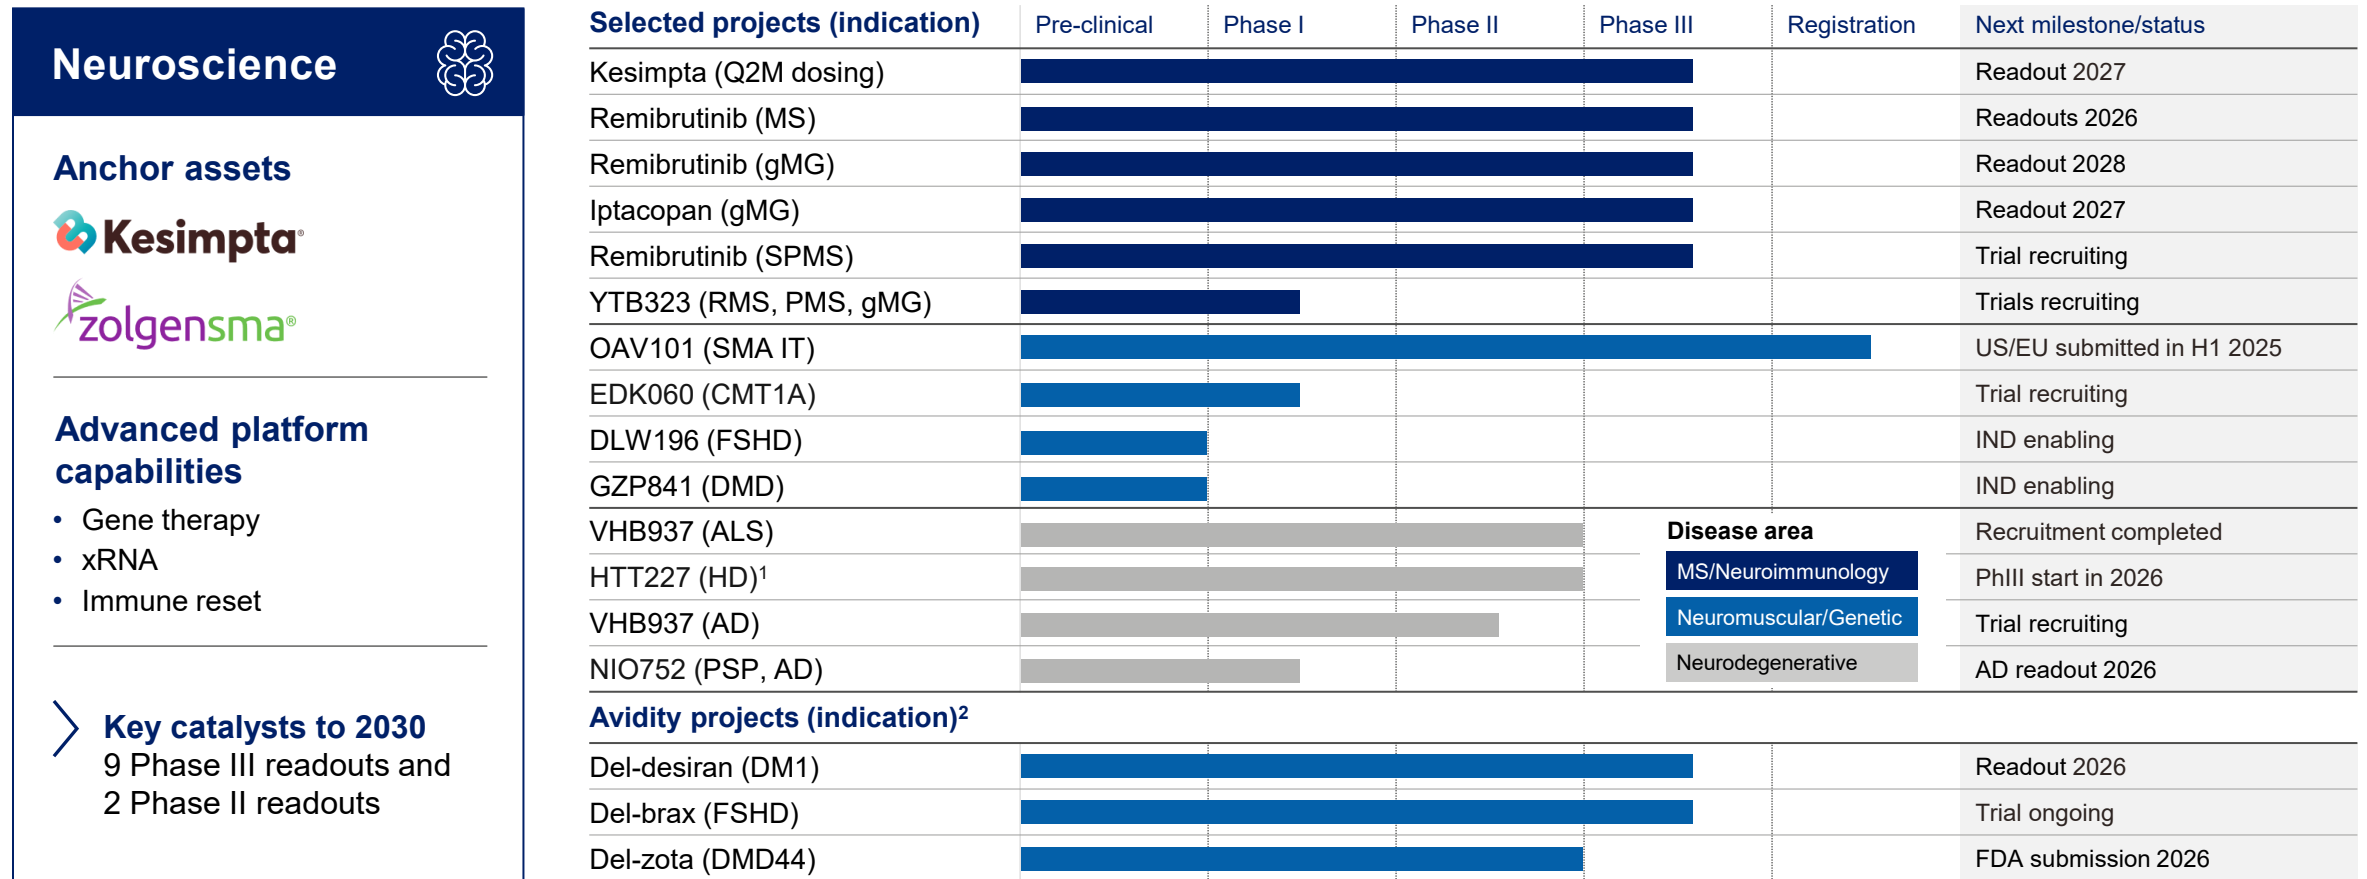 Neuroscience
Anchor assets
Kesimpta®
zolgensma®
Advanced platform
capabilities
• Gene therapy
• xRNA
• Immune reset
Key catalysts to 2030
9 Phase III readouts and
2 Phase II readouts
Selected projects (indication) Pre-clinical Phase I Phase II Phase III Registration Next milestone/status
Kesimpta (Q2M dosing) Readout 2027
Remibrutinib (MS) Readouts 2026
Remibrutinib (gMG) Readout 2028
Iptacopan (gMG) Readout 2027
Remibrutinib (SPMS) Trial recruiting
YTB323 (RMS, PMS, gMG) Trials recruiting
OAV101 (SMA IT) US/EU submitted in H1 2025
EDK060 (CMT1A) Trial recruiting
DLW196 (FSHD) IND enabling
GZP841 (DMD) IND enabling
VHB937 (ALS) Recruitment completed
HTT227 (HD)¹ PhIII start in 2026
VHB937 (AD) Trial recruiting
NIO752 (PSP, AD) AD readout 2026
Disease area
MS/Neuroimmunology
Neuromuscular/Genetic
Neurodegenerative
Avidity projects (indication)²
Del-desiran (DM1) Readout 2026
Del-brax (FSHD) Trial ongoing
Del-zota (DMD44) FDA submission 2026